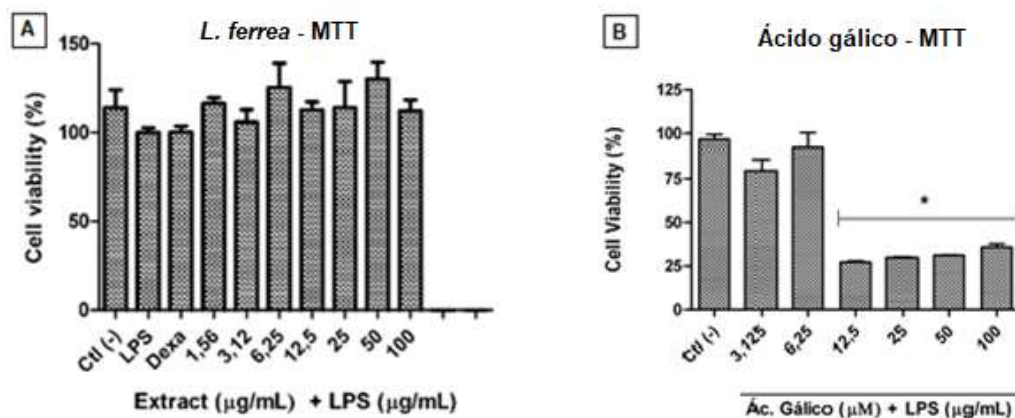 A
L. ferrea - MTT
Cell viability (%)
150
100
50
0
Ctl (-)
LPS
Dexa
1,56
3,12
6,25
12,5
25
50
100
Extract (µg/mL) + LPS (µg/mL)
B
Ácido gálico - MTT
Cell Viability (%)
125
100
75
50
25
0
*
Ctl (-)
3,125
6,25
12,5
25
50
100
Ác. Gálico (µM) + LPS (µg/mL)